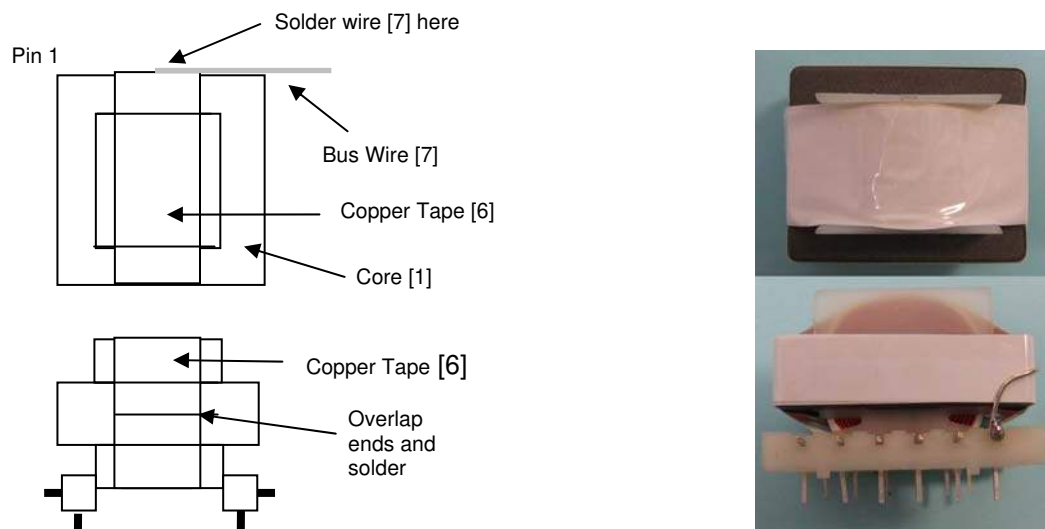 Solder wire [7] here
Pin 1
Bus Wire [7]
Copper Tape [6]
Core [1]
Copper Tape [6]
Overlap
ends and
solder